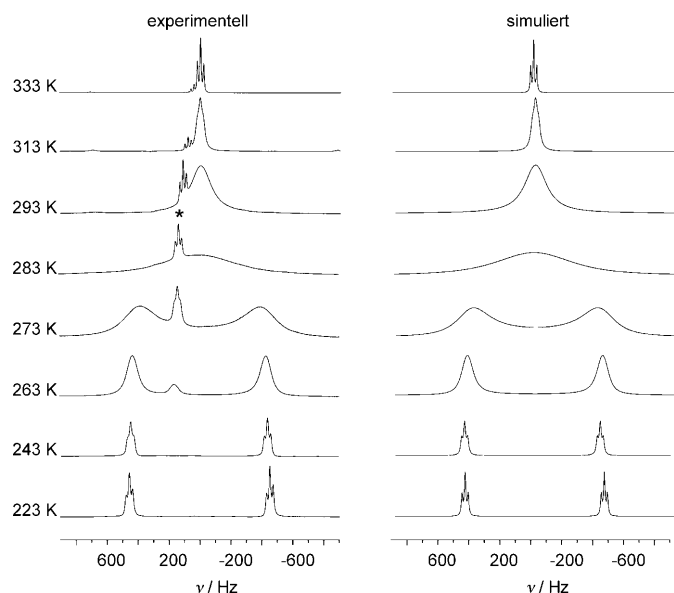 experimentell simuliert
333 K
313 K
293 K
*
283 K
273 K
263 K
243 K
223 K
600 200 -200 -600 600 200 -200 -600
ν / Hz ν / Hz